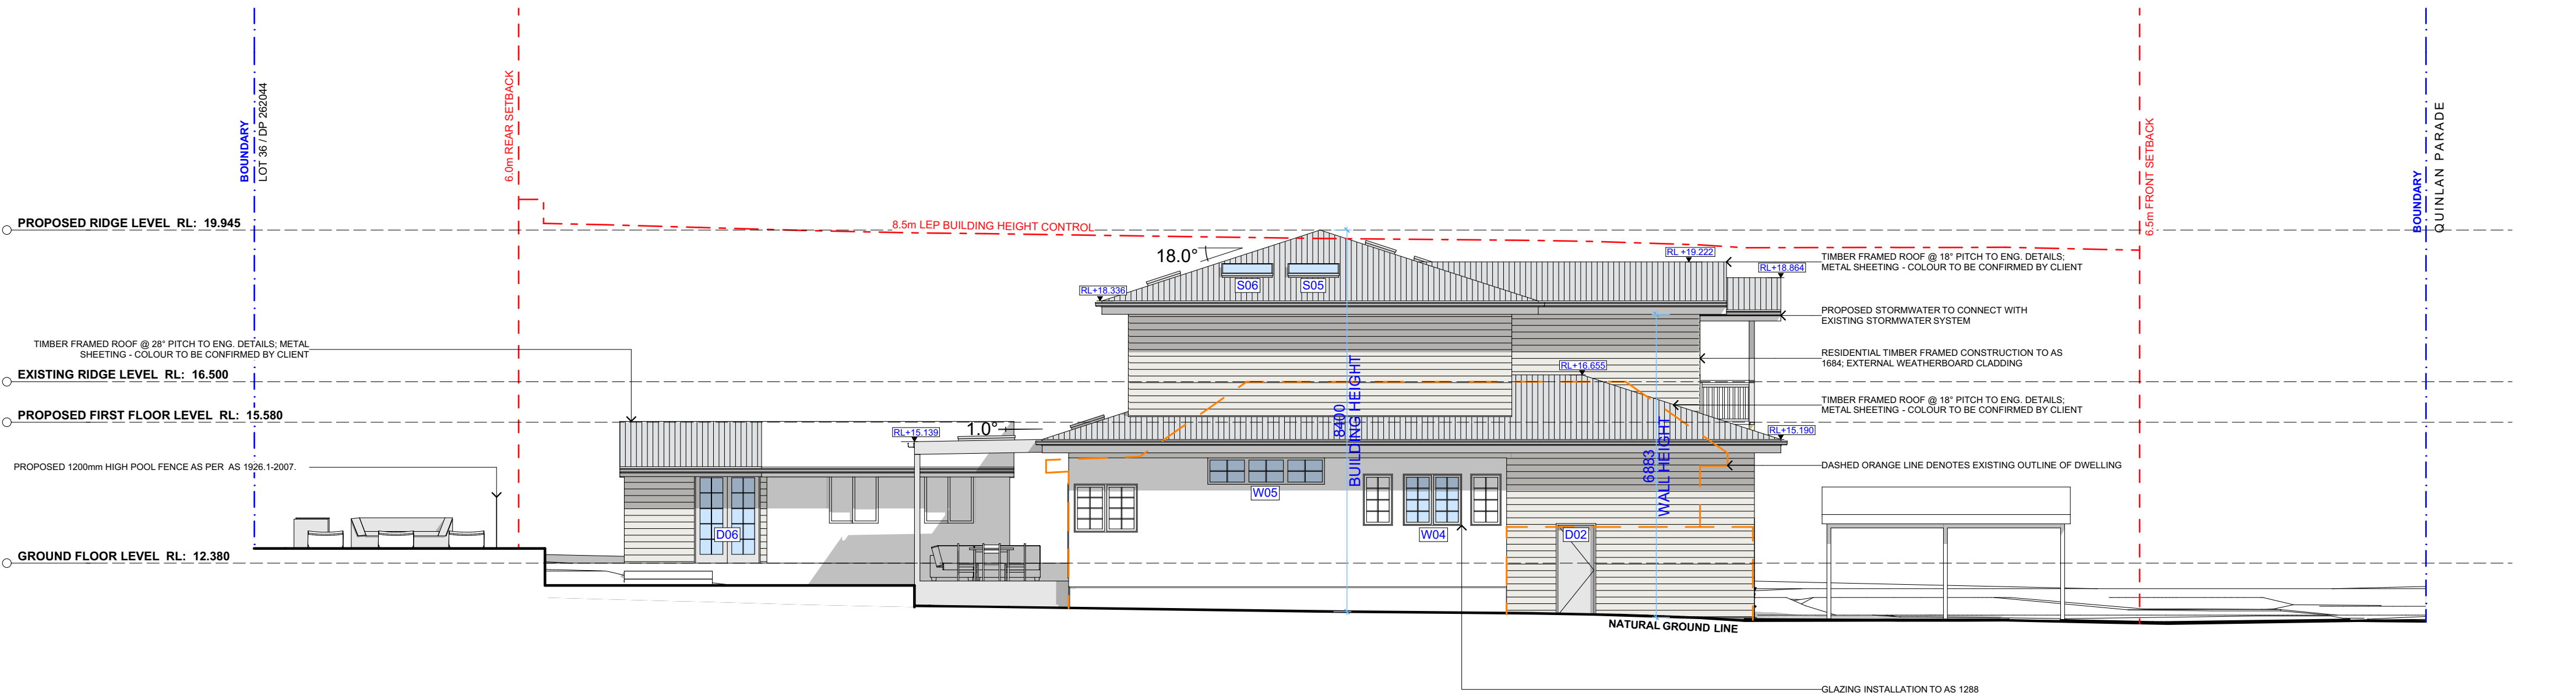 BOUNDARY
LOT 36 / DP 262044
6.0m REAR SETBACK
8.5m LEP BUILDING HEIGHT CONTROL
6.5m FRONT SETBACK
BOUNDARY
QUINLAN PARADE
PROPOSED RIDGE LEVEL RL: 19.945
18.0°
S06
S05
RL +19.222
RL+18.864
RL+18.336
TIMBER FRAMED ROOF @ 18° PITCH TO ENG. DETAILS;
METAL SHEETING - COLOUR TO BE CONFIRMED BY CLIENT
PROPOSED STORMWATER TO CONNECT WITH
EXISTING STORMWATER SYSTEM
TIMBER FRAMED ROOF @ 28° PITCH TO ENG. DETAILS; METAL
SHEETING - COLOUR TO BE CONFIRMED BY CLIENT
RESIDENTIAL TIMBER FRAMED CONSTRUCTION TO AS
1684; EXTERNAL WEATHERBOARD CLADDING
EXISTING RIDGE LEVEL RL: 16.500
RL+16.655
TIMBER FRAMED ROOF @ 18° PITCH TO ENG. DETAILS;
METAL SHEETING - COLOUR TO BE CONFIRMED BY CLIENT
PROPOSED FIRST FLOOR LEVEL RL: 15.580
RL+15.139
1.0°
8400
BUILDING HEIGHT
6883
WALL HEIGHT
RL+15.190
PROPOSED 1200mm HIGH POOL FENCE AS PER AS 1926.1-2007.
DASHED ORANGE LINE DENOTES EXISTING OUTLINE OF DWELLING
W05
D06
W04
D02
GROUND FLOOR LEVEL RL: 12.380
NATURAL GROUND LINE
GLAZING INSTALLATION TO AS 1288